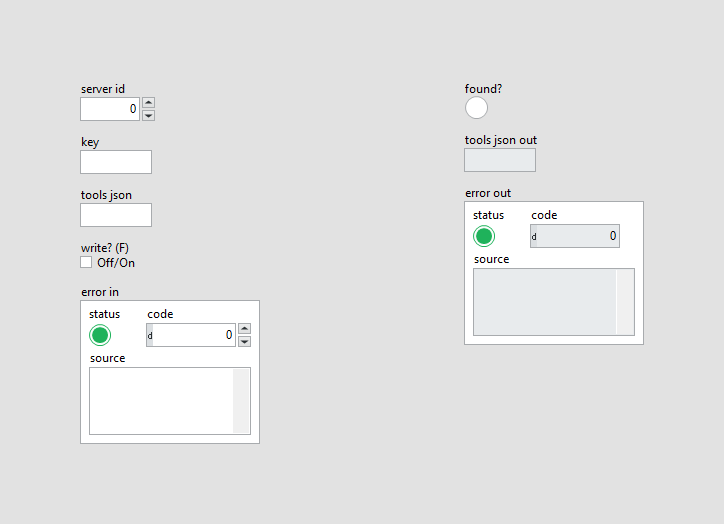 server id
0
key
tools json
write? (F)
Off/On
error in
status code
d 0
source
found?
tools json out
error out
status code
d 0
source